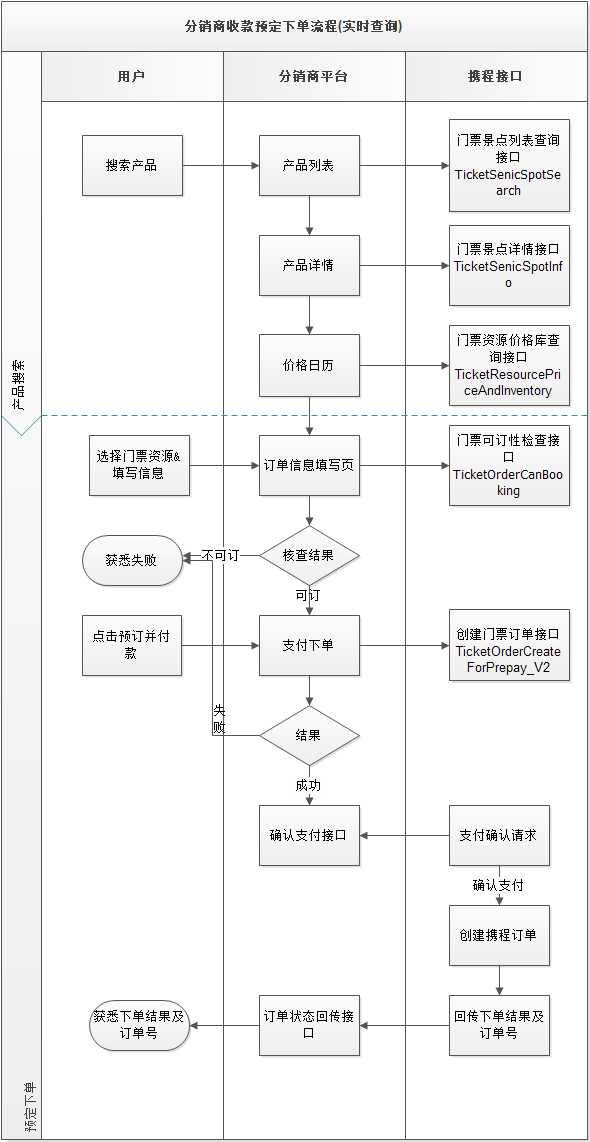 分销商收款预定下单流程(实时查询)
用户
分销商平台
携程接口
产品搜索
搜索产品
产品列表
门票景点列表查询
接口
TicketSenicSpotSe
arch
产品详情
门票景点详情接口
TicketSenicSpotInf
o
价格日历
门票资源价格库查
询接口
TicketResourcePri
ceAndInventory
预定下单
选择门票资源&
填写信息
订单信息填写页
门票可订性检查接
口
TicketOrderCanBoo
king
获悉失败
不可订
核查结果
可订
点击预订并付
款
支付下单
创建门票订单接口
TicketOrderCreate
ForPrepay_V2
失
败
结果
成功
确认支付接口
支付确认请求
确认支付
创建携程订单
获悉下单结果及
订单号
订单状态回传接
口
回传下单结果及
订单号